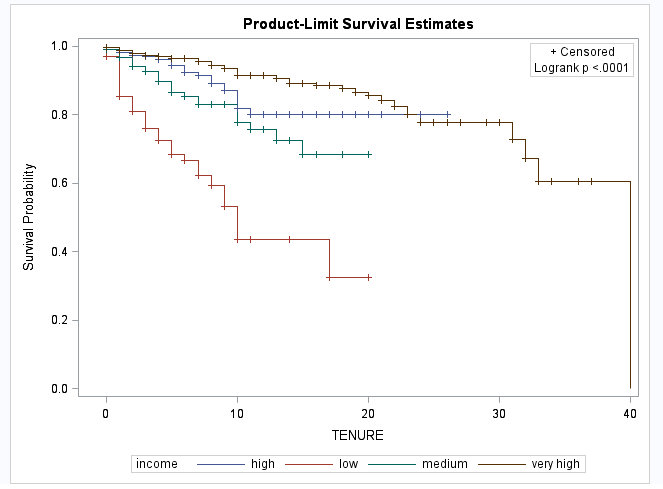 Product-Limit Survival Estimates
+ Censored
Logrank p <.0001
1.0
0.8
0.6
0.4
0.2
0.0
Survival Probability
0 10 20 30 40
TENURE
income high low medium very high